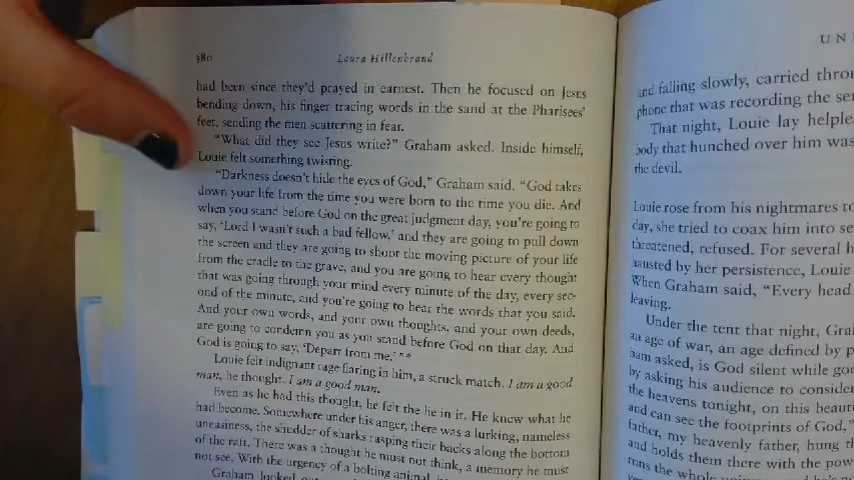 380
Laura Hillenbrand
had been since they'd prayed in earnest. Then he focused on Jesus
bending down, his finger tracing words in the sand at the Pharisees'
feet, sending the men scattering in fear.
"What did they see Jesus write?" Graham asked. Inside himself,
Louie felt something twisting.
"Darkness doesn't hide the eyes of God," Graham said. "God takes
down your life from the time you were born to the time you die. And
when you stand before God on the great judgment day, you're going to
say, 'Lord I wasn't such a bad fellow,' and they are going to pull down
the screen and they are going to shoot the moving picture of your life
from the cradle to the grave, and you are going to hear every thought
that was going through your mind every minute of the day, every sec-
ond of the minute, and you're going to hear the words that you said.
And your own words, and your own thoughts, and your own deeds,
are going to condemn you as you stand before God on that day. And
God is going to say, 'Depart from me.' "*
Louie felt indignant rage flaring in him, a struck match. I am a good
man, he thought. I am a good man.
Even as he had this thought, he felt the lie in it. He knew what he
had become. Somewhere under his anger, there was a lurking, nameless
uneasiness, the shudder of sharks rasping their backs along the bottom
of the raft. There was a thought he must not think, a memory he must
not see. With the urgency of a bolting animal, he
Graham looked out
UN
and falling slowly, carried throu
phone that was recording the ser
That night, Louie lay helple
body that hunched over him was
the devil.
Louie rose from his nightmares to
day, she tried to coax him into se
threatened, refused. For several h
hausted by her persistence, Louie
When Graham said, "Every head
leaving.
Under the tent that night, Gra
an age of war, an age defined by p
ham asked, is God silent while go
by asking his audience to consider
the heavens tonight, on this beauti
and can see the footprints of God,"
father, my heavenly father, hung th
and holds them there with the pow
runs the whole